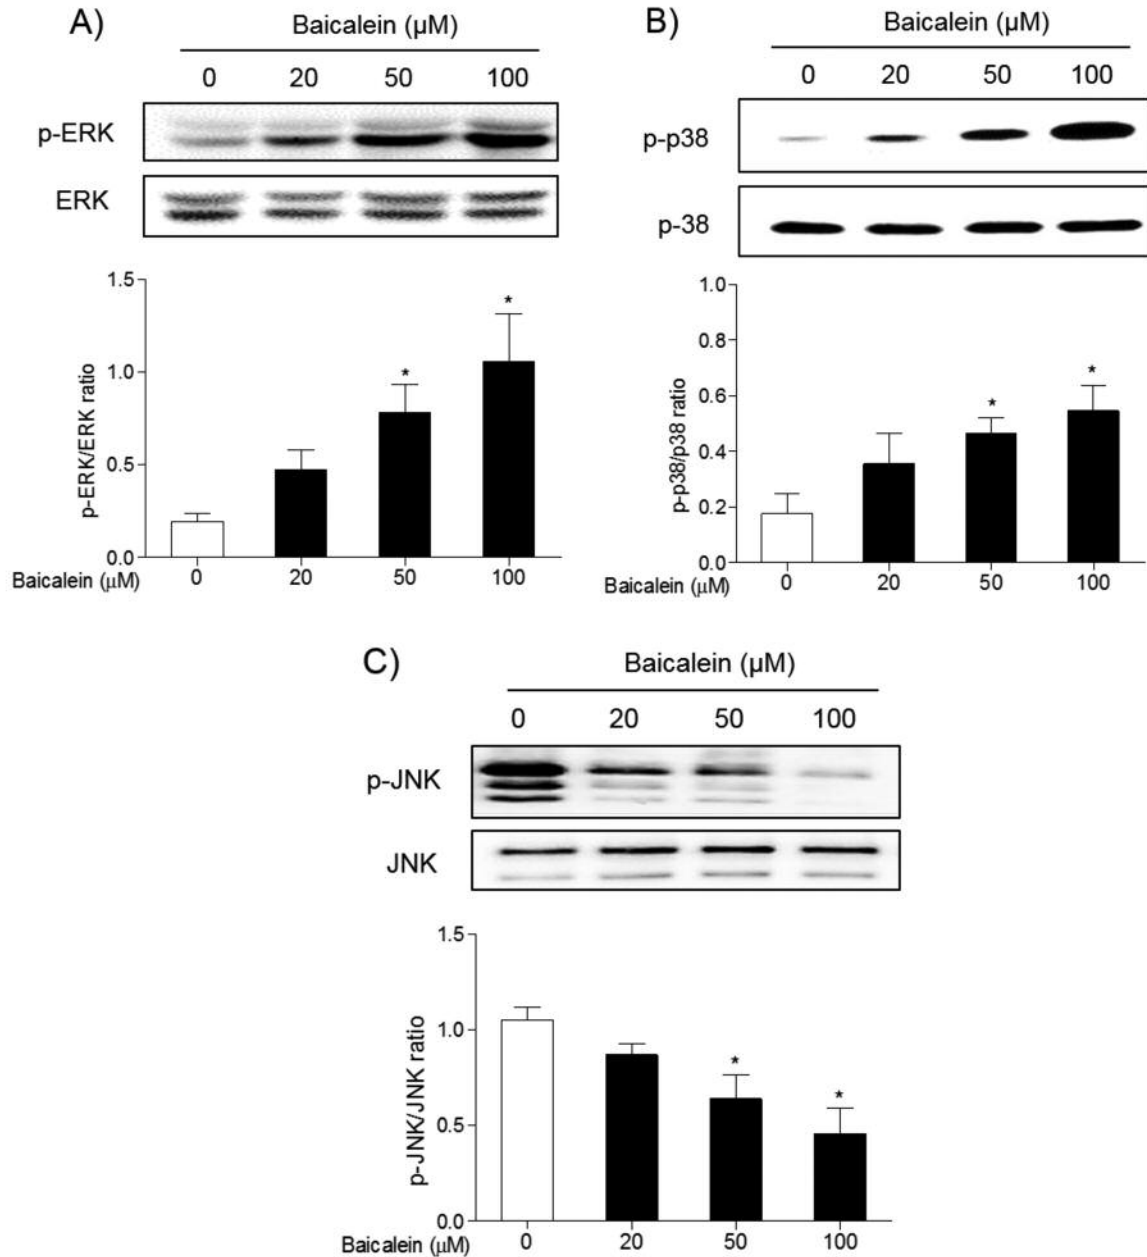 A)
Baicalein (µM)
0 20 50 100
p-ERK
ERK
1.5
1.0
0.5
0.0
p-ERK/ERK ratio
*
*
Baicalein (μM) 0 20 50 100
B)
Baicalein (µM)
0 20 50 100
p-p38
p-38
1.0
0.8
0.6
0.4
0.2
0.0
p-p38/p38 ratio
*
*
Baicalein (μM) 0 20 50 100
C)
Baicalein (µM)
0 20 50 100
p-JNK
JNK
1.5
1.0
0.5
0.0
p-JNK/JNK ratio
*
*
Baicalein (μM) 0 20 50 100